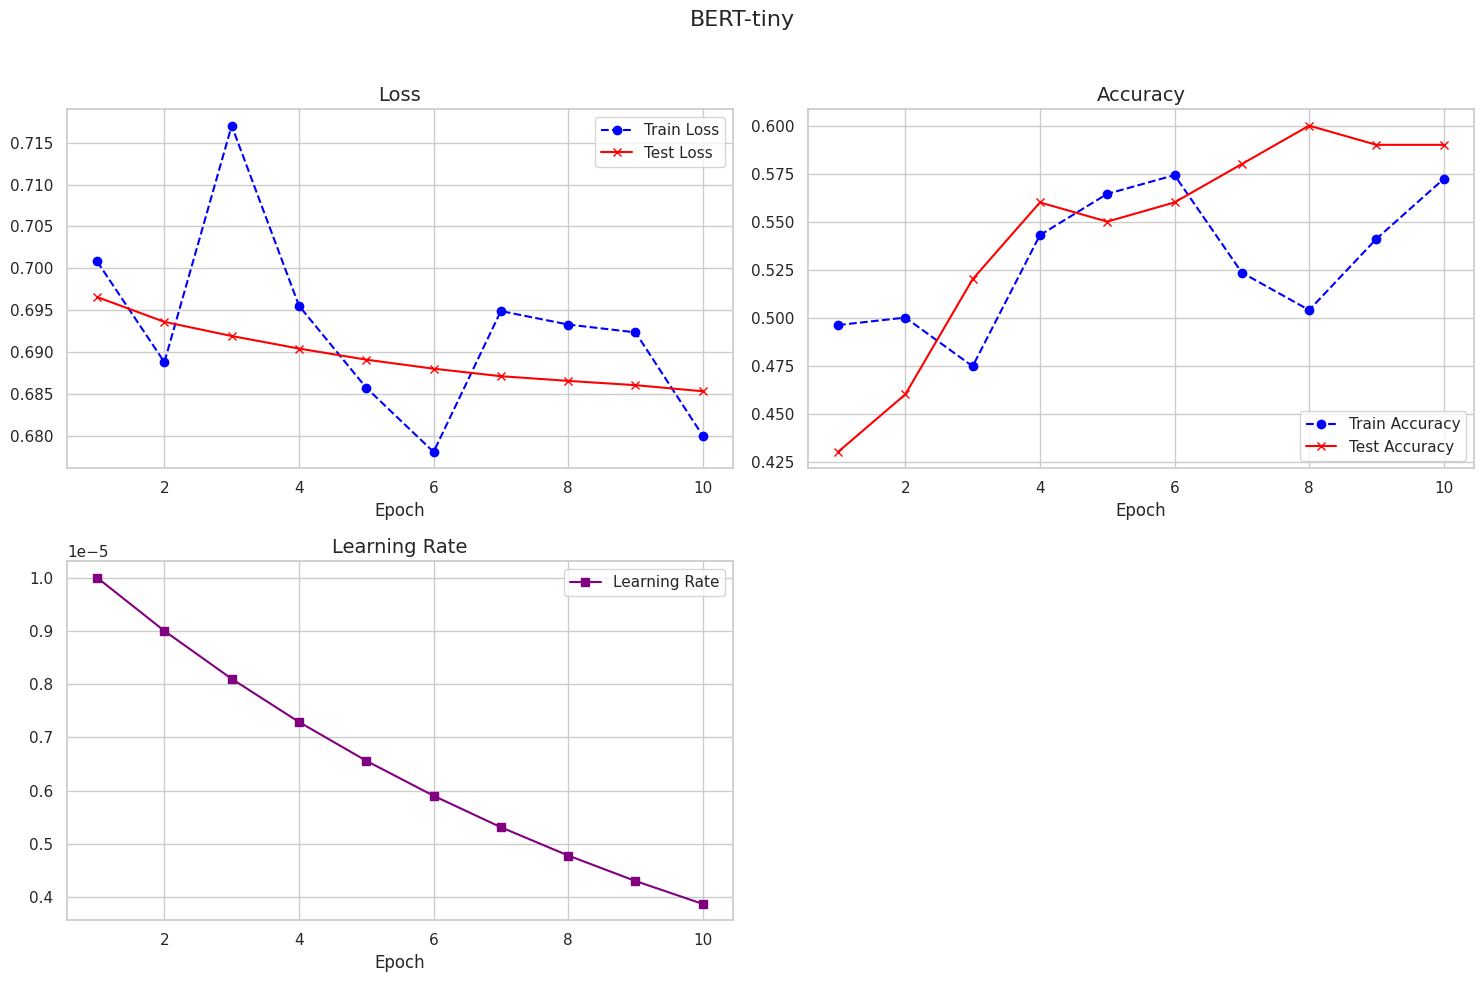 BERT-tiny
Loss
Train Loss
Test Loss
0.715
0.710
0.705
0.700
0.695
0.690
0.685
0.680
2 4 6 8 10
Epoch
Accuracy
0.600
0.575
0.550
0.525
0.500
0.475
0.450
0.425
Train Accuracy
Test Accuracy
2 4 6 8 10
Epoch
Learning Rate
1e−5
Learning Rate
1.0
0.9
0.8
0.7
0.6
0.5
0.4
2 4 6 8 10
Epoch